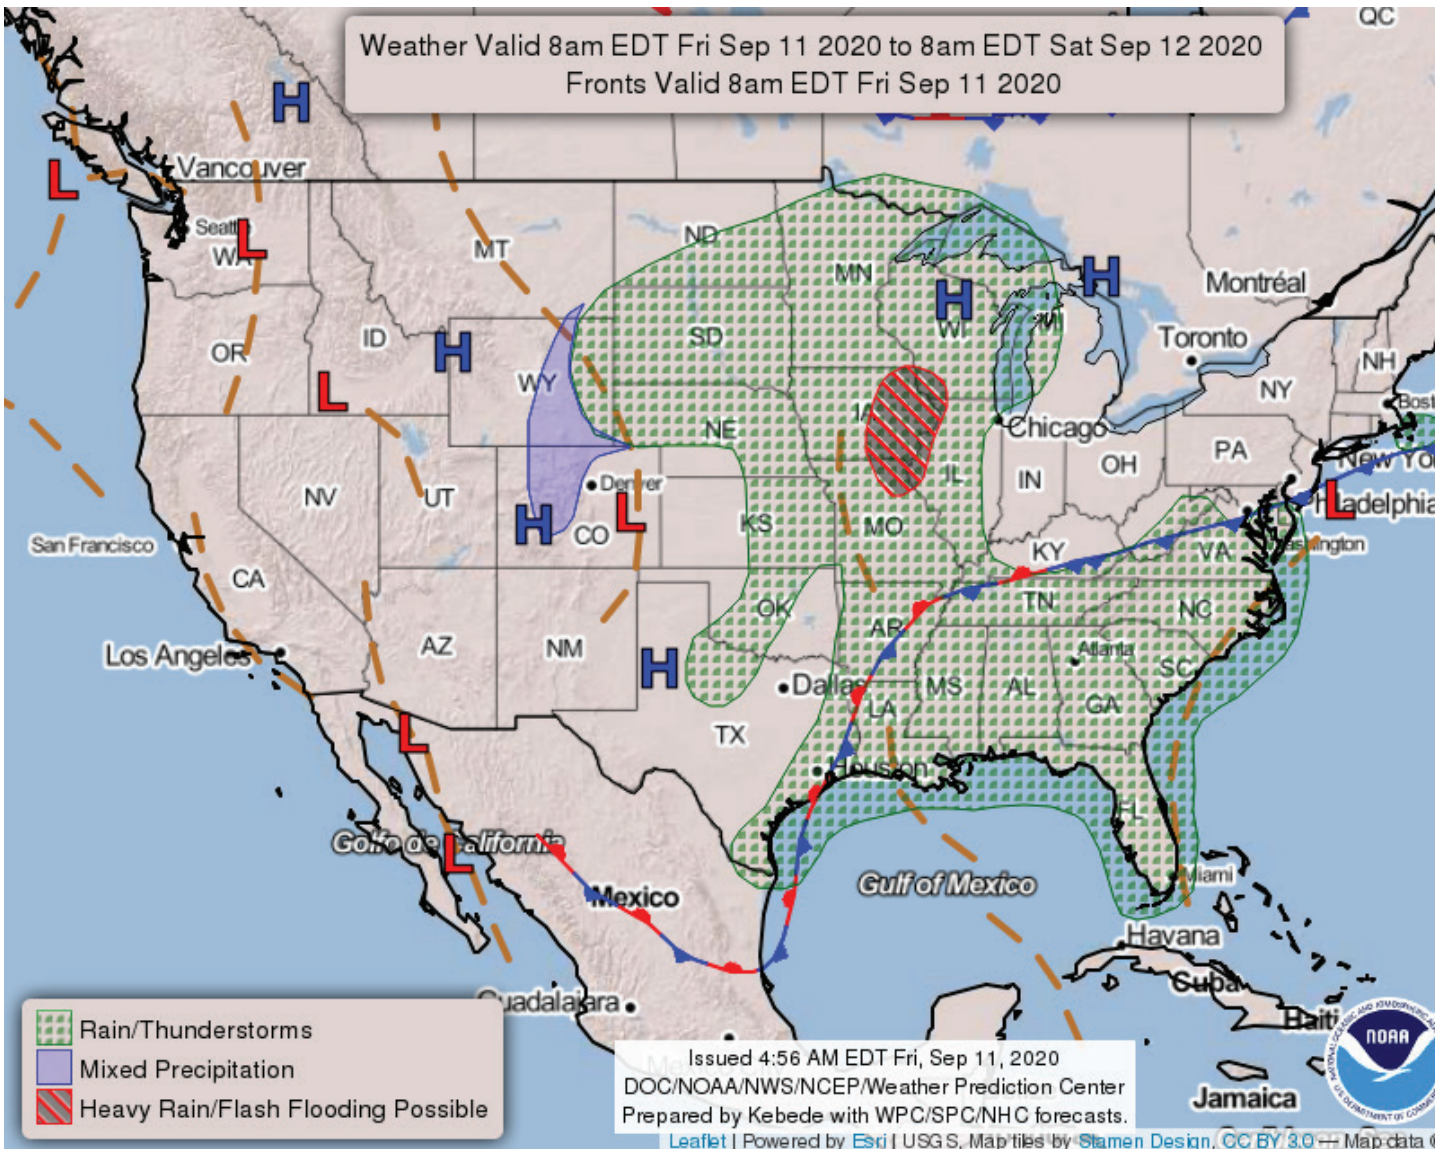 QC
Weather Valid 8am EDT Fri Sep 11 2020 to 8am EDT Sat Sep 12 2020
Fronts Valid 8am EDT Fri Sep 11 2020
H
Vancouver
L
Seattle
L
WA
MT
ND
MN
H
H
WI
MI
Montréal
Toronto
OR
ID
H
WY
SD
NH
NY
L
IA
Chicago
Bost
NE
PA
New Yo
NV
UT
Denver
IL
IN
OH
L
Philadelphia
H
CO
L
KS
MO
KY
VA
Washington
San Francisco
CA
OK
TN
NC
AR
Los Angeles
AZ
NM
H
Dallas
MS
AL
Atlanta
SC
GA
LA
L
TX
Houston
FL
Golfo de California
L
Mexico
Gulf of Mexico
Miami
Havana
Cuba
Guadalajara
Haiti
Mexico City
Jamaica
Rain/Thunderstorms
Mixed Precipitation
Heavy Rain/Flash Flooding Possible
Issued 4:56 AM EDT Fri, Sep 11, 2020
DOC/NOAA/NWS/NCEP/Weather Prediction Center
Prepared by Kebede with WPC/SPC/NHC forecasts.
NOAA
Leaflet | Powered by Esri | USGS, Map tiles by Stamen Design, CC BY 3.0 — Map data ©